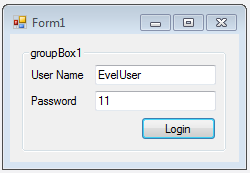 Form1
groupBox1
User Name EvelUser
Password 11
Login